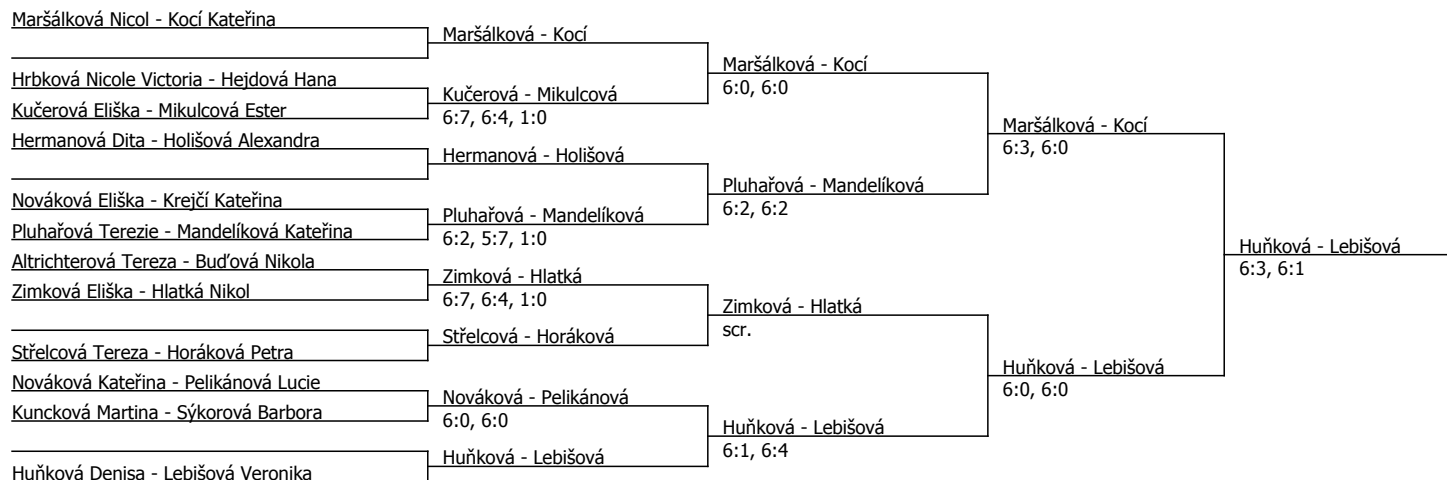 Maršálková Nicol - Kocí Kateřina
Hrbková Nicole Victoria - Hejdová Hana
Kučerová Eliška - Mikulcová Ester
Hermanová Dita - Holišová Alexandra
Nováková Eliška - Krejčí Kateřina
Pluhařová Terezie - Mandelíková Kateřina
Altrichterová Tereza - Buďová Nikola
Zimková Eliška - Hlatká Nikol
Střelcová Tereza - Horáková Petra
Nováková Kateřina - Pelikánová Lucie
Kuncková Martina - Sýkorová Barbora
Huňková Denisa - Lebišová Veronika
Maršálková - Kocí
Kučerová - Mikulcová
6:7, 6:4, 1:0
Hermanová - Holišová
Pluhařová - Mandelíková
6:2, 5:7, 1:0
Zimková - Hlatká
6:7, 6:4, 1:0
Střelcová - Horáková
Nováková - Pelikánová
6:0, 6:0
Huňková - Lebišová
Maršálková - Kocí
6:0, 6:0
Pluhařová - Mandelíková
6:2, 6:2
Zimková - Hlatká
scr.
Huňková - Lebišová
6:1, 6:4
Maršálková - Kocí
6:3, 6:0
Huňková - Lebišová
6:0, 6:0
Huňková - Lebišová
6:3, 6:1